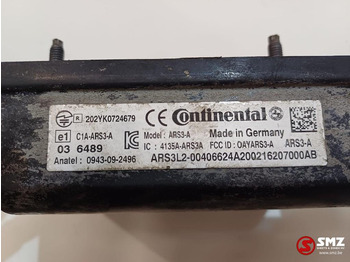 R 202YK0724679 CE Continental
e1 C1A-ARS3-A Model : ARS3-A Made in Germany
03 6489 IC : 4135A-ARS3A FCC ID : OAYARS3-A ARS3-A
Anatel : 0943-09-2496 ARS3L2-00406624A200216207000AB
SMZ